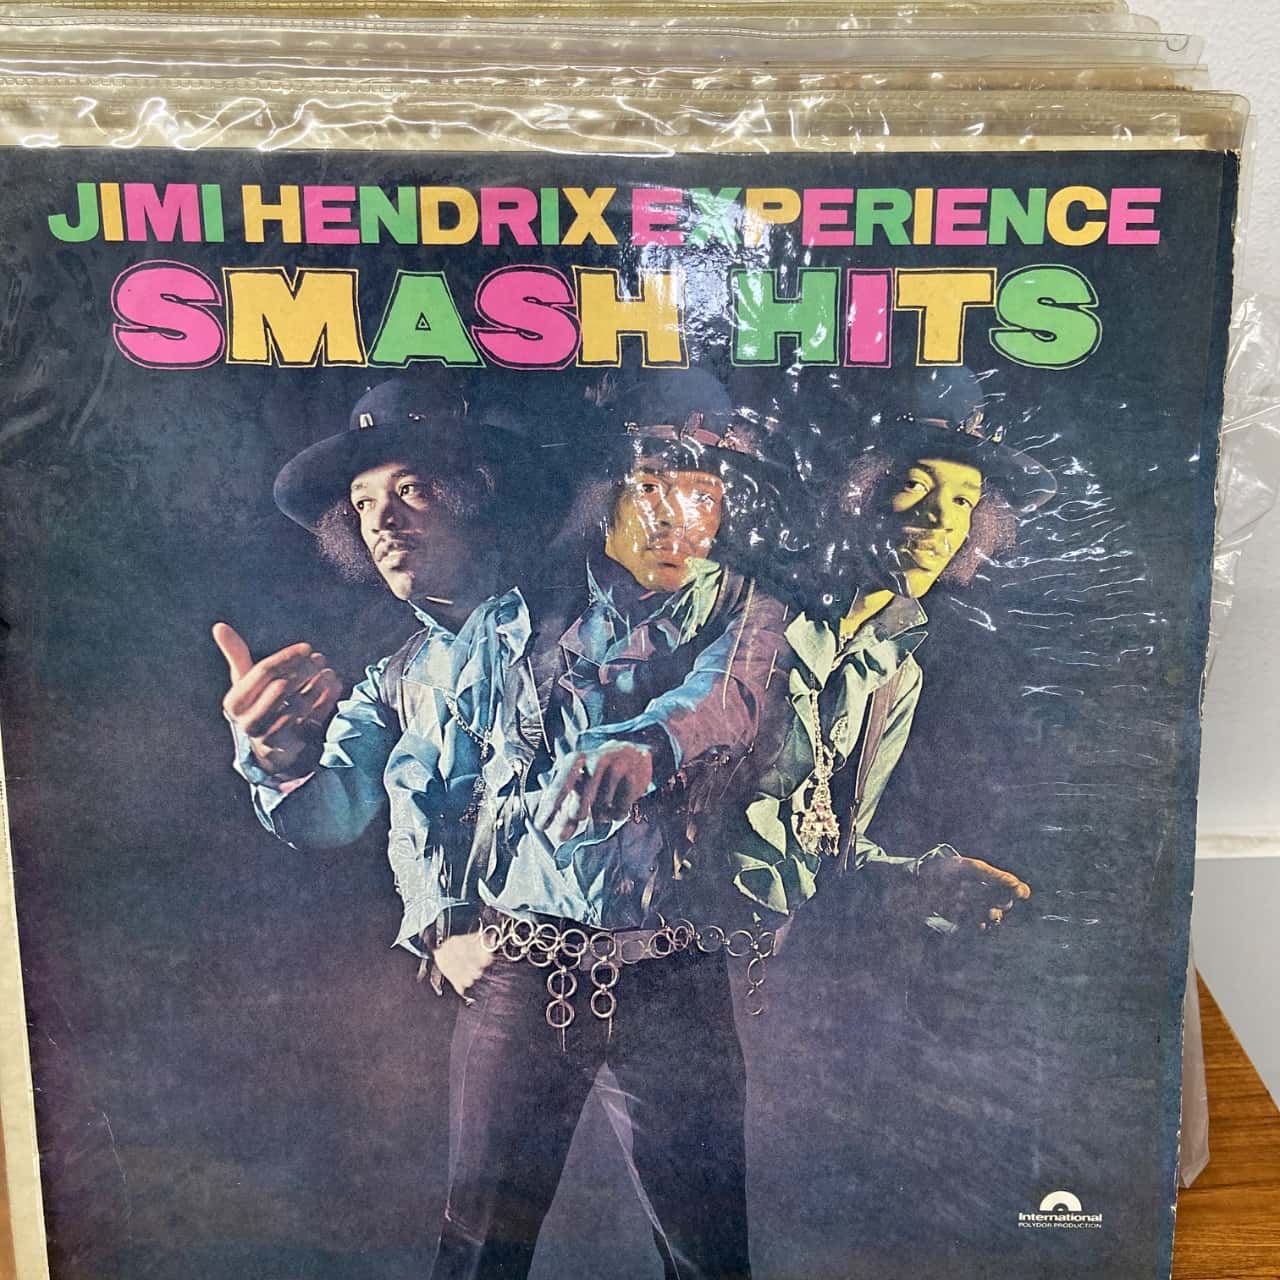 JIMI HENDRIX EXPERIENCE
SMASH HITS
International
POLYDOR PRODUCTION